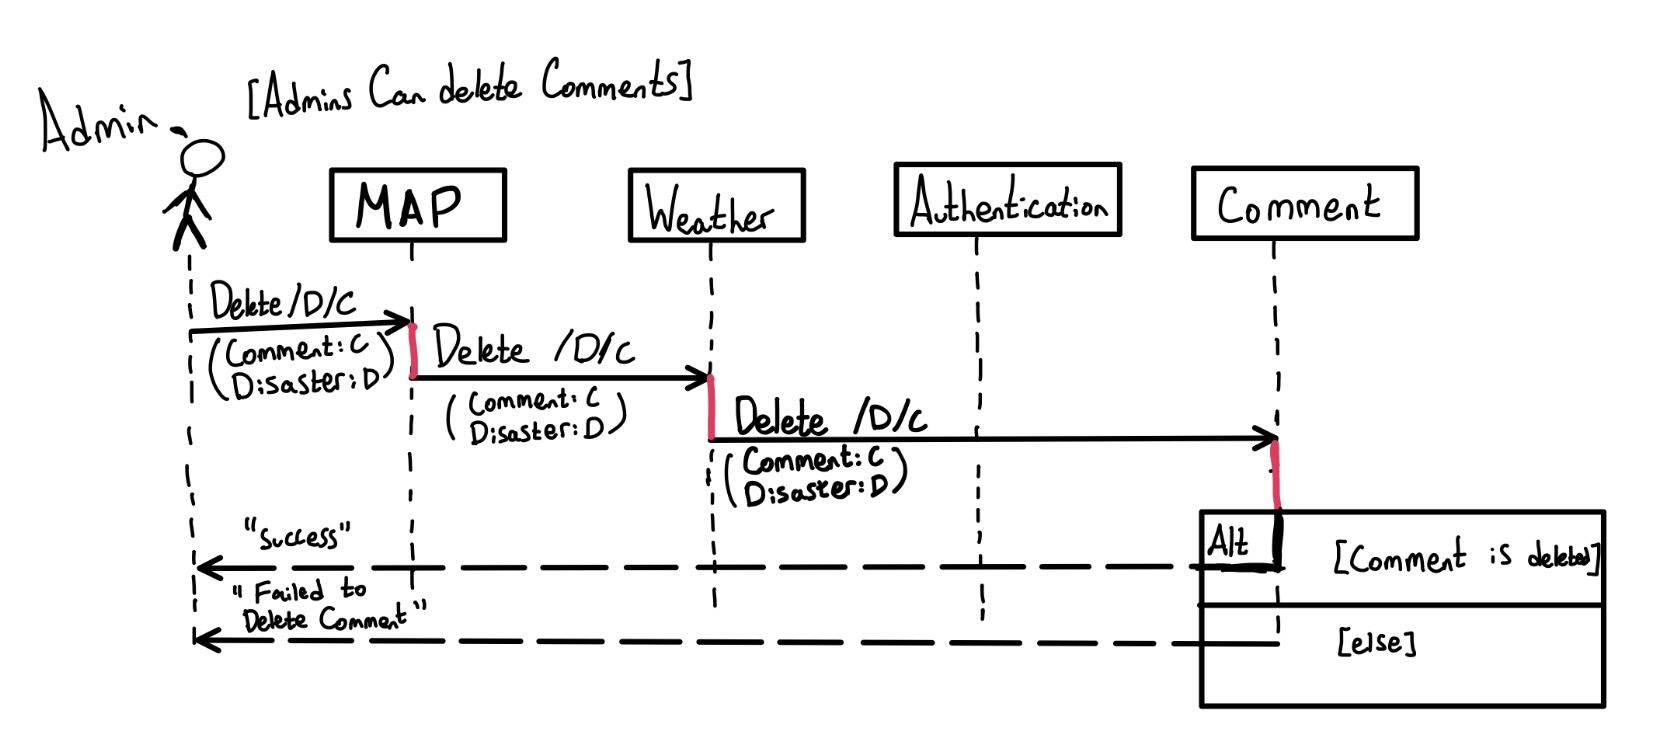 Admin
[Admins Can delete Comments]
MAP
Weather
Authentication
Comment
Delete /D/C
(Comment: C
Disaster: D)
Delete /D/C
(Comment: C
Disaster: D)
Delete /D/C
(Comment: C
Disaster: D)
"Success"
Alt
[Comment is deleted]
"Failed to
Delete Comment"
[else]